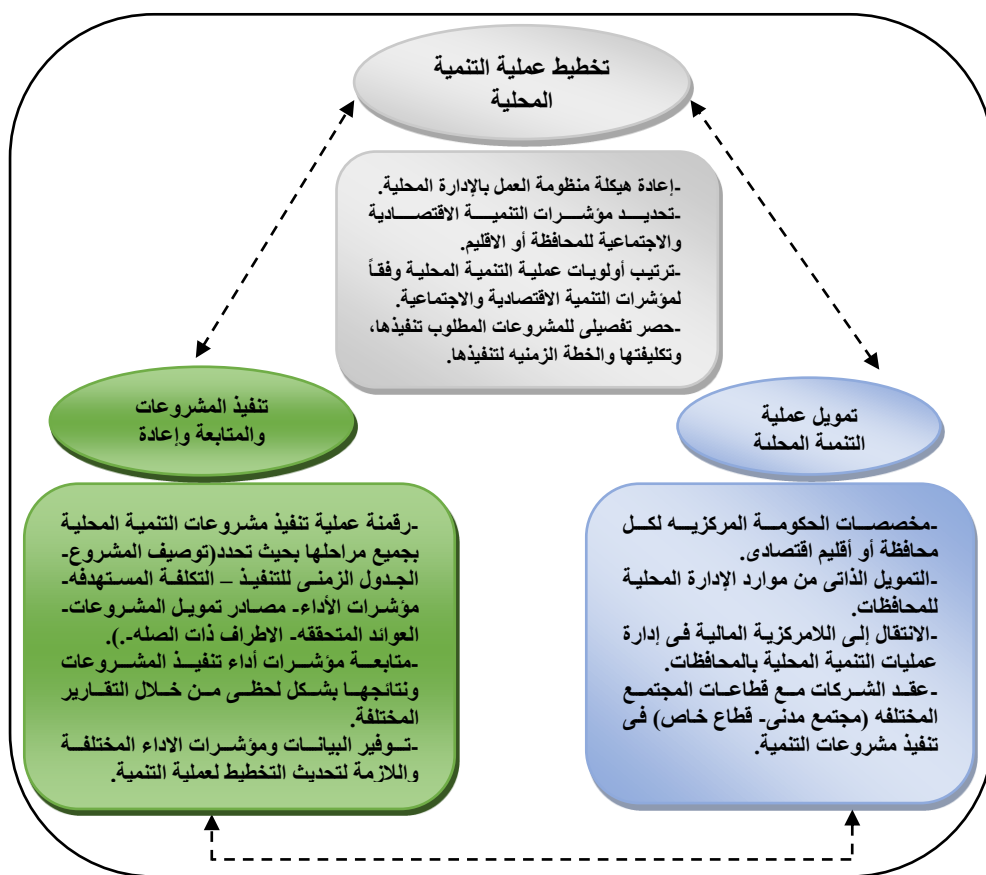 تخطيط عملية التنمية
المحلية
-إعادة هيكلة منظومة العمل بالإدارة المحلية.
-تحديد مؤشرات التنمية الاقتصادية
والاجتماعية للمحافظة أو الاقليم.
-ترتيب أولويات عملية التنمية المحلية وفقاً
لمؤشرات التنمية الاقتصادية والاجتماعية.
-حصر تفصيلى للمشروعات المطلوب تنفيذها،
وتكليفتها والخطة الزمنيه لتنفيذها.
تمويل عملية
التنمية المحلية
-مخصصات الحكومة المركزيه لكل
محافظة أو أقليم اقتصادى.
-التمويل الذاتى من موارد الإدارة المحلية
للمحافظات.
-الانتقال إلى اللامركزية المالية فى إدارة
عمليات التنمية المحلية بالمحافظات.
-عقد الشركات مع قطاعات المجتمع
المختلفه (مجتمع مدنى- قطاع خاص) فى
تنفيذ مشروعات التنمية.
تنفيذ المشروعات
والمتابعة وإعادة
-رقمنة عملية تنفيذ مشروعات التنمية المحلية
بجميع مراحلها بحيث تحدد(توصيف المشروع-
الجدول الزمنى للتنفيذ – التكلفة المستهدفه-
مؤشرات الأداء- مصادر تمويل المشروعات-
العوائد المتحققه- الاطراف ذات الصله-.).
-متابعة مؤشرات أداء تنفيذ المشروعات
ونتائجها بشكل لحظى من خلال التقارير
المختلفة.
-توفير البيانات ومؤشرات الاداء المختلفة
واللازمة لتحديث التخطيط لعملية التنمية.